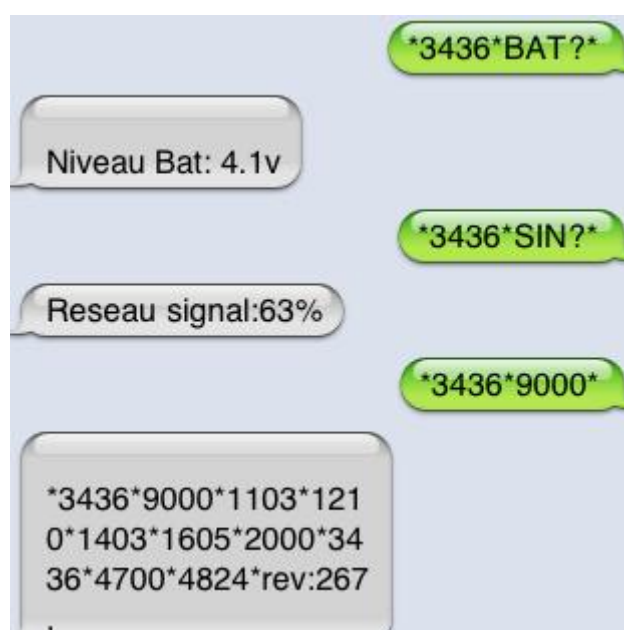 *3436*BAT?*
Niveau Bat: 4.1v
*3436*SIN?*
Reseau signal:63%
*3436*9000*
*3436*9000*1103*121
0*1403*1605*2000*34
36*4700*4824*rev:267